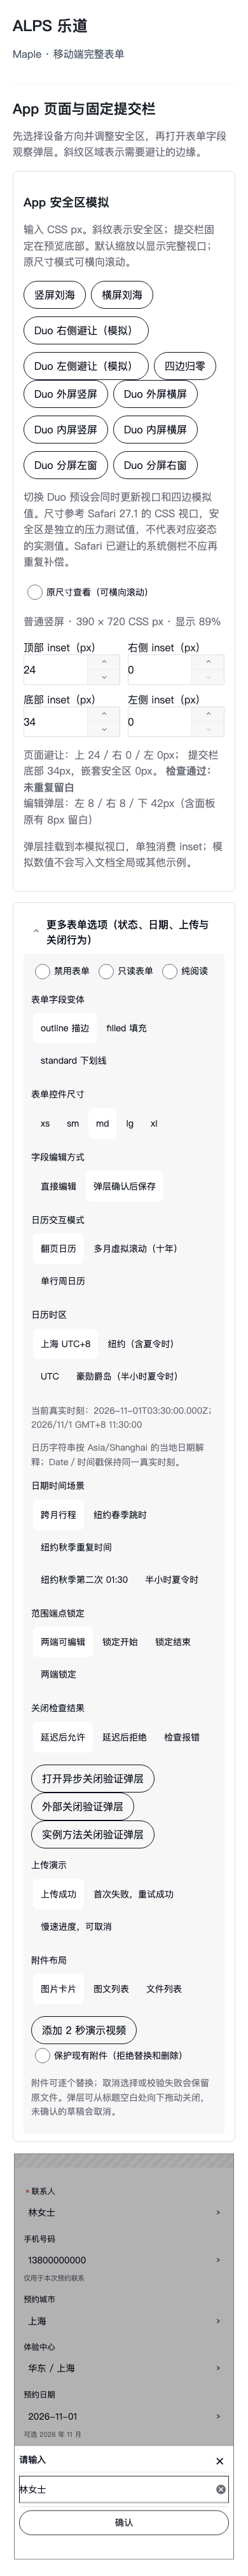 ALPS 乐道
Maple · 移动端完整表单
App 页面与固定提交栏
先选择设备方向并调整安全区，再打开表单字段
观察弹层。斜纹区域表示需要避让的边缘。
App 安全区模拟
输入 CSS px。斜纹表示安全区；提交栏固
定在预览底部。默认缩放以显示完整视口；
原尺寸模式可横向滚动。
竖屏刘海 横屏刘海
Duo 右侧避让（模拟）
Duo 左侧避让（模拟） 四边归零
Duo 外屏竖屏 Duo 外屏横屏
Duo 内屏竖屏 Duo 内屏横屏
Duo 分屏左窗 Duo 分屏右窗
切换 Duo 预设会同时更新视口和四边模拟
值。尺寸参考 Safari 27.1 的 CSS 视口，安
全区是独立的压力测试值，不代表对应姿态
的实测值。Safari 已避让的系统侧栏不应再
重复补偿。
原尺寸查看（可横向滚动）
普通竖屏 · 390 x 720 CSS px · 显示 89%
顶部 inset（px） 右侧 inset（px）
24 0
底部 inset（px） 左侧 inset（px）
34 0
页面避让：上 24 / 右 0 / 左 0px； 提交栏
底部 34px，嵌套安全区 0px。 检查通过：
未重复留白
编辑弹层：左 8 / 右 8 / 下 42px（含面板
原有 8px 留白）
弹层挂载到本模拟视口，单独消费 inset；模
拟数值不会写入文档全局或其他示例。
更多表单选项（状态、日期、上传与
关闭行为）
禁用表单 只读表单 纯阅读
表单字段变体
outline 描边 filled 填充
standard 下划线
表单控件尺寸
xs sm md lg xl
字段编辑方式
直接编辑 弹层确认后保存
日历交互模式
翻页日历 多月虚拟滚动（十年）
单行周日历
日历时区
上海 UTC+8 纽约（含夏令时）
UTC 豪勋爵岛（半小时夏令时）
当前真实时刻：2026-11-01T03:30:00.000Z；
2026/11/1 GMT+8 11:30:00
日历字符串按 Asia/Shanghai 的当地日期解
释；Date / 时间戳保持同一真实时刻。
日期时间场景
跨月行程 纽约春季跳时
纽约秋季重复时间
纽约秋季第二次 01:30 半小时夏令时
范围端点锁定
两端可编辑 锁定开始 锁定结束
两端锁定
关闭检查结果
延迟后允许 延迟后拒绝 检查报错
打开异步关闭验证弹层
外部关闭验证弹层
实例方法关闭验证弹层
上传演示
上传成功 首次失败，重试成功
慢速进度，可取消
附件布局
图片卡片 图文列表 文件列表
添加 2 秒演示视频
保护现有附件（拒绝替换和删除）
附件可逐个替换；取消选择或校验失败会保留
原文件。弹层可从标题空白处向下拖动关闭，
未确认的草稿会取消。
* 联系人
林女士
手机号码
13800000000
仅用于本次预约联系
预约城市
上海
体验中心
华东 / 上海
预约日期
2026-11-01
可选 2026 年 11 月
请输入
林女士
确认